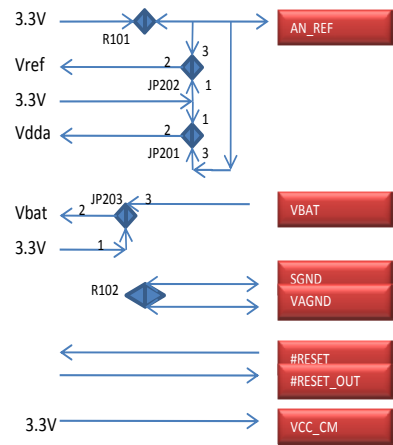 3.3V
R101
AN_REF
3
Vref
2
JP202
1
3.3V
1
Vdda
2
JP201
3
JP203
3
VBAT
Vbat
2
3.3V
1
SGND
R102
VAGND
#RESET
#RESET_OUT
3.3V
VCC_CM